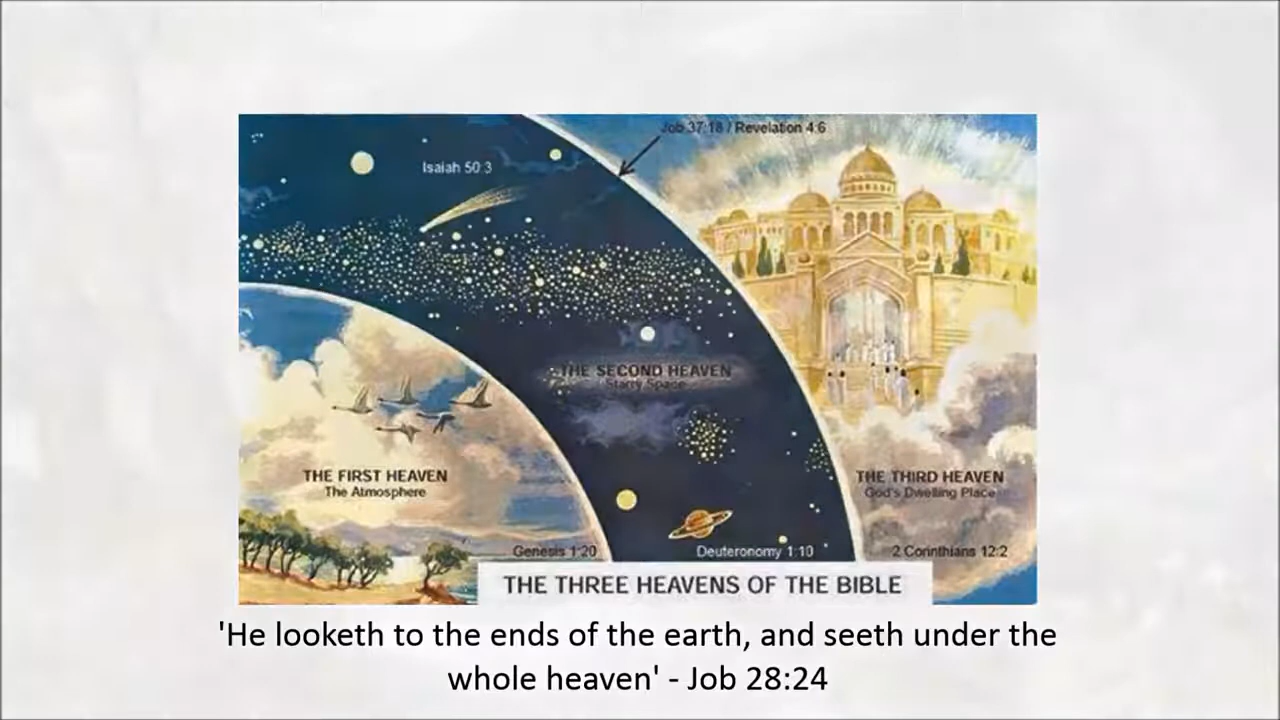 Job 37:18 / Revelation 4:6
Isaiah 50:3
THE SECOND HEAVEN
Starry Space
THE FIRST HEAVEN
The Atmosphere
THE THIRD HEAVEN
God's Dwelling Place
Genesis 1:20
Deuteronomy 1:10
2 Corinthians 12:2
THE THREE HEAVENS OF THE BIBLE
'He looketh to the ends of the earth, and seeth under the
whole heaven' - Job 28:24